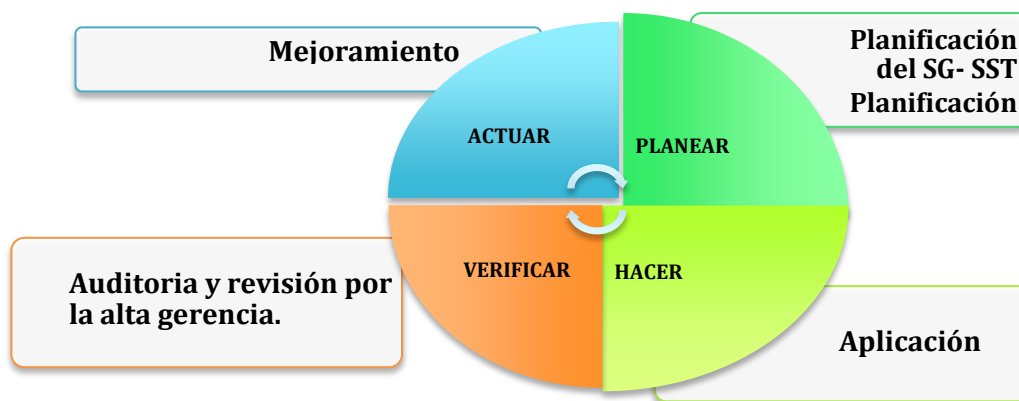 Mejoramiento
Planificación
del SG- SST
Planificación
ACTUAR
PLANEAR
VERIFICAR
HACER
Auditoria y revisión por
la alta gerencia.
Aplicación